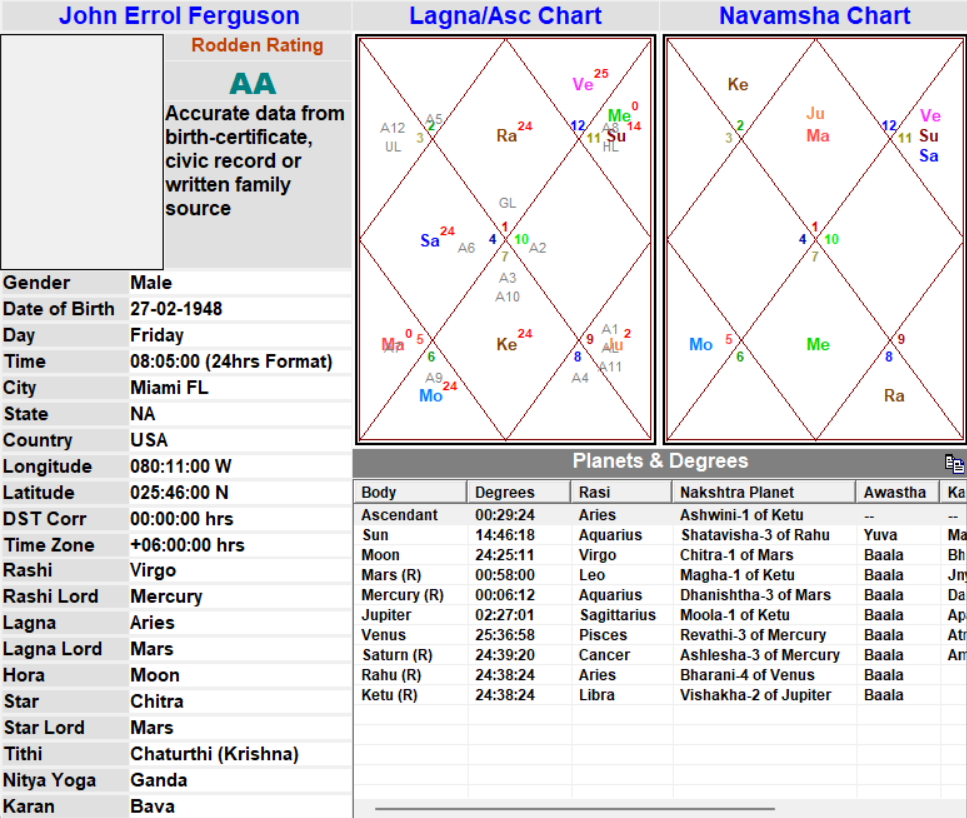 John Errol Ferguson
Rodden Rating
AA
Accurate data from
birth-certificate,
civic record or
written family
source
Gender Male
Date of Birth 27-02-1948
Day Friday
Time 08:05:00 (24hrs Format)
City Miami FL
State NA
Country USA
Longitude 080:11:00 W
Latitude 025:46:00 N
DST Corr 00:00:00 hrs
Time Zone +06:00:00 hrs
Rashi Virgo
Rashi Lord Mercury
Lagna Aries
Lagna Lord Mars
Hora Moon
Star Chitra
Star Lord Mars
Tithi Chaturthi (Krishna)
Nitya Yoga Ganda
Karan Bava
Lagna/Asc Chart
Ve 25
Me 0
A12 A5 2 Ra 24 12 A8 Su 14
UL 3 11 HL
GL
1
Sa 24 A6 4 10 A2
7
A3
A10
Ma 0 5 Ke 24 9 A1 Ju 2
AL
6 8 A11
A9 A4
Mo 24
Navamsha Chart
Ke
Ju Ve
2 Ma 12 Su
3 11 Sa
1
4 10
7
Mo 5 Me 9
6 8
Ra
Planets & Degrees
Body Degrees Rasi Nakshtra Planet Awastha Ka
Ascendant 00:29:24 Aries Ashwini-1 of Ketu -- --
Sun 14:46:18 Aquarius Shatavisha-3 of Rahu Yuva Ma
Moon 24:25:11 Virgo Chitra-1 of Mars Baala Bh
Mars (R) 00:58:00 Leo Magha-1 of Ketu Baala Jny
Mercury (R) 00:06:12 Aquarius Dhanishtha-3 of Mars Baala Da
Jupiter 02:27:01 Sagittarius Moola-1 of Ketu Baala Ap
Venus 25:36:58 Pisces Revathi-3 of Mercury Baala Atr
Saturn (R) 24:39:20 Cancer Ashlesha-3 of Mercury Baala Am
Rahu (R) 24:38:24 Aries Bharani-4 of Venus Baala
Ketu (R) 24:38:24 Libra Vishakha-2 of Jupiter Baala